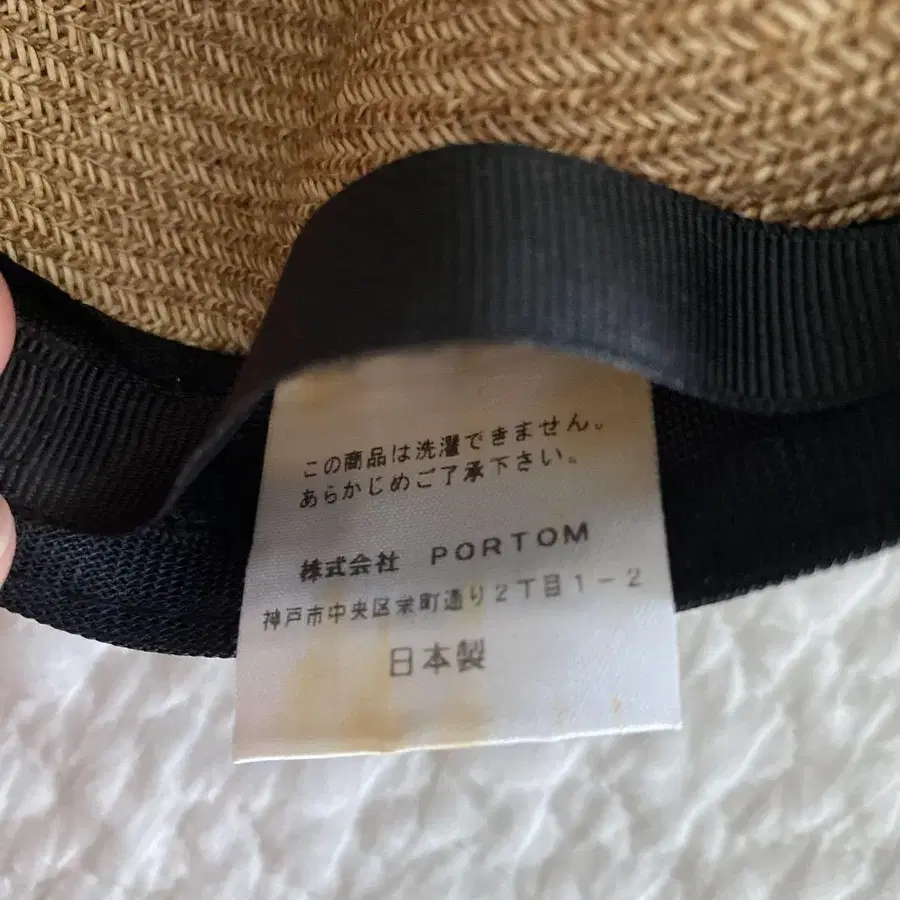 この商品は洗濯できません。
あらかじめご了承下さい。
株式会社 PORTOM
神戸市中央区栄町通り2丁目1-2
日本製